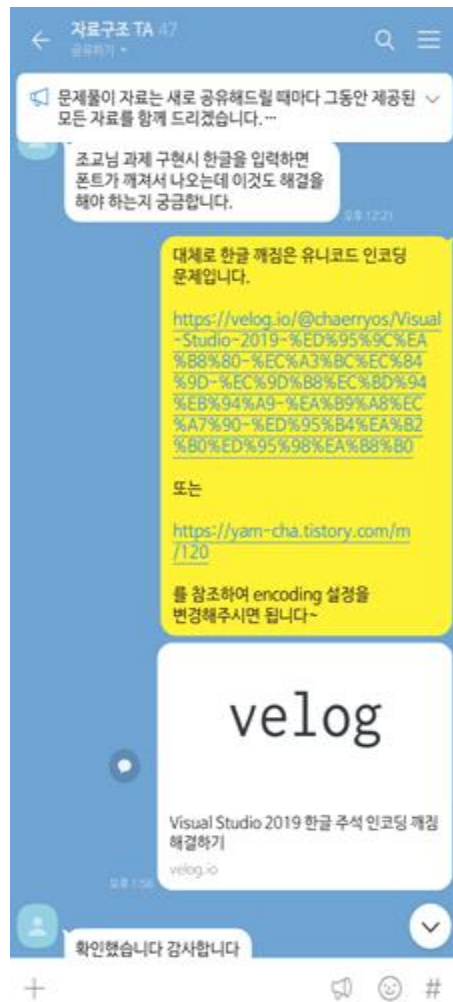 자료구조 TA 47
공유하기
문제풀이 자료는 새로 공유해드릴 때마다 그동안 제공된
모든 자료를 함께 드리겠습니다.…
조교님 과제 구현시 한글을 입력하면
폰트가 깨져서 나오는데 이것도 해결을
해야 하는지 궁금합니다.
오후 12:21
대체로 한글 깨짐은 유니코드 인코딩
문제입니다.
https://velog.io/@chaerryos/Visual
-Studio-2019-%ED%95%9C%EA
%B8%80-%EC%A3%BC%EC%84
%9D-%EC%9D%B8%EC%BD%94
%EB%94%A9-%EA%B9%A8%EC
%A7%90-%ED%95%B4%EA%B2
%B0%ED%95%98%EA%B8%B0
또는
https://yam-cha.tistory.com/m
/120
를 참조하여 encoding 설정을
변경해주시면 됩니다~
velog
Visual Studio 2019 한글 주석 인코딩 깨짐
해결하기
velog.io
확인했습니다 감사합니다
#